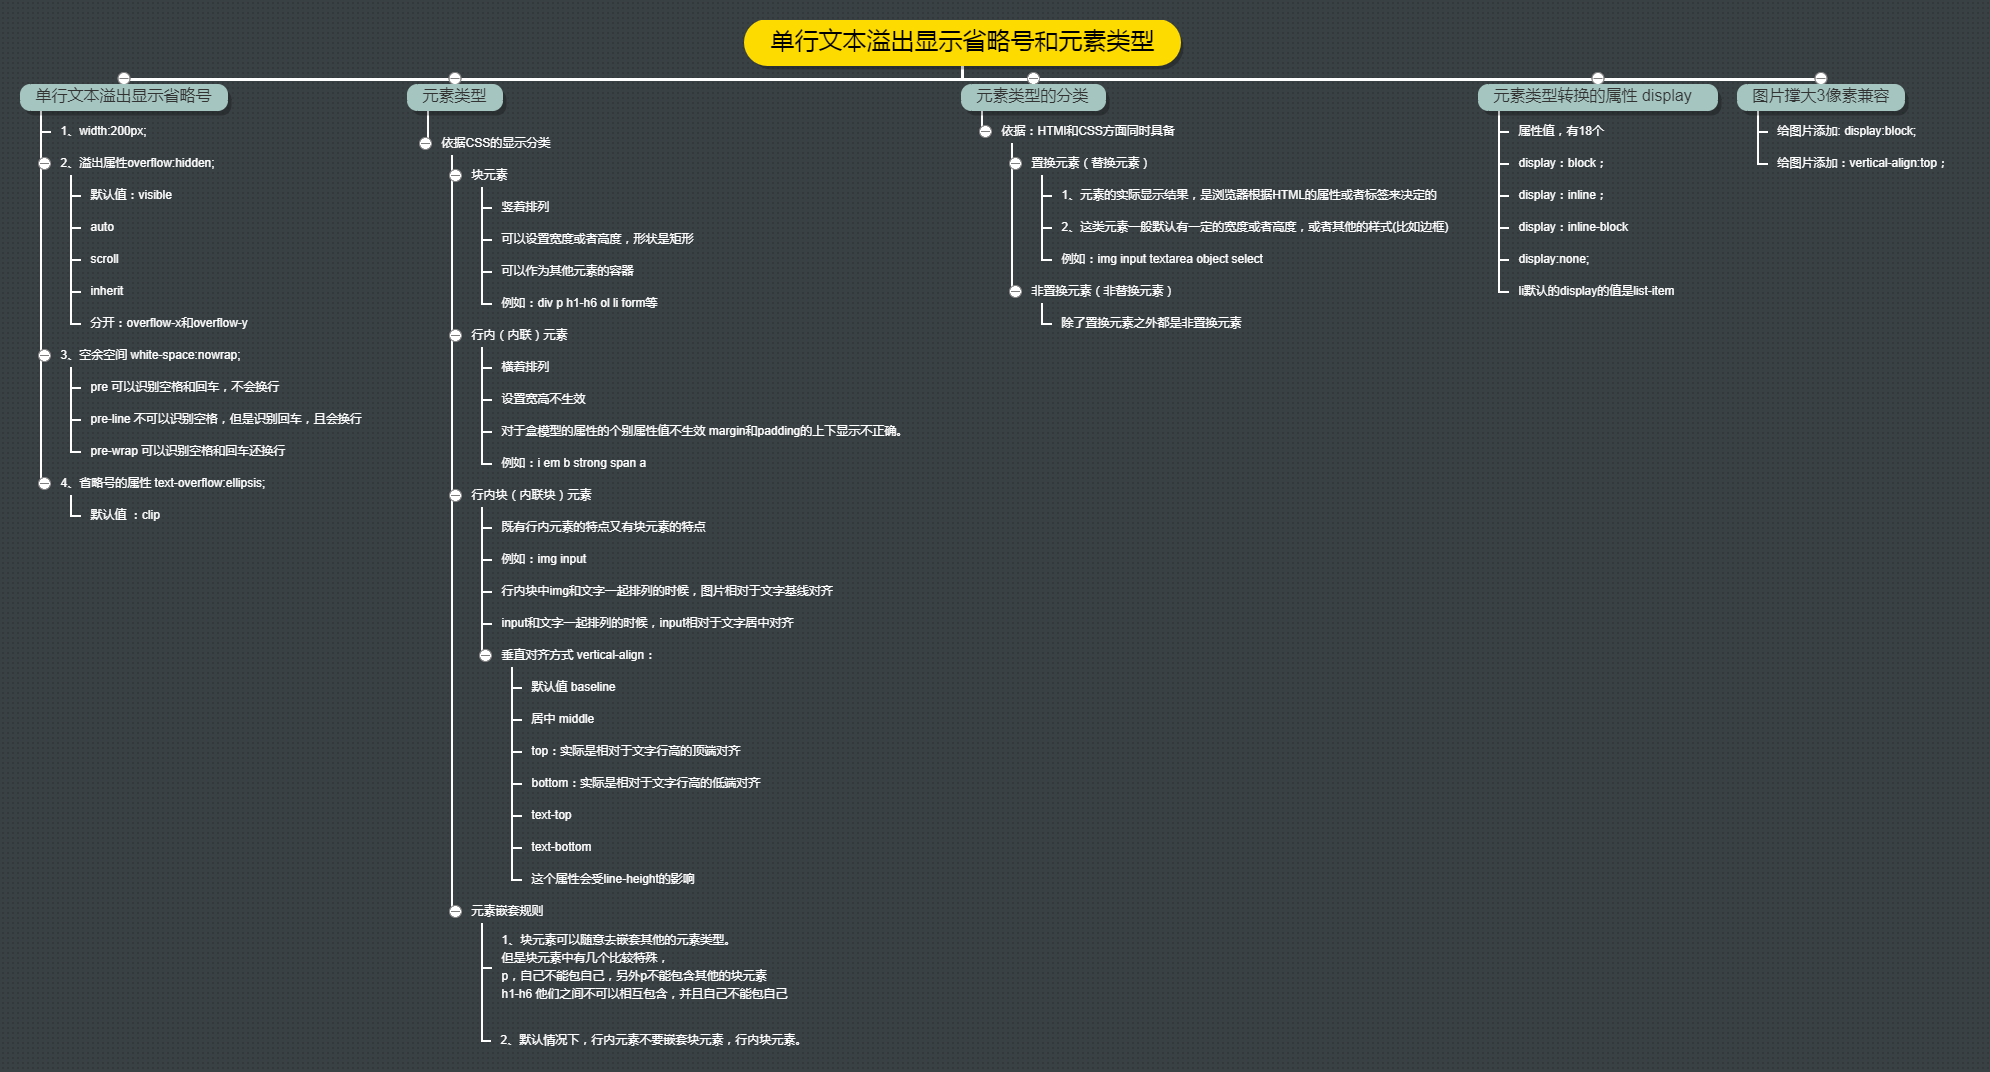 单行文本溢出显示省略号和元素类型
单行文本溢出显示省略号
1、width:200px;
2、溢出属性overflow:hidden;
默认值：visible
auto
scroll
inherit
分开：overflow-x和overflow-y
3、空余空间 white-space:nowrap;
pre 可以识别空格和回车，不会换行
pre-line 不可以识别空格，但是识别回车，且会换行
pre-wrap 可以识别空格和回车还换行
4、省略号的属性 text-overflow:ellipsis;
默认值 ：clip
元素类型
依据CSS的显示分类
块元素
竖着排列
可以设置宽度或者高度，形状是矩形
可以作为其他元素的容器
例如：div p h1-h6 ol li form等
行内（内联）元素
横着排列
设置宽高不生效
对于盒模型的属性的个别属性值不生效 margin和padding的上下显示不正确。
例如：i em b strong span a
行内块（内联块）元素
既有行内元素的特点又有块元素的特点
例如：img input
行内块中img和文字一起排列的时候，图片相对于文字基线对齐
input和文字一起排列的时候，input相对于文字居中对齐
垂直对齐方式 vertical-align：
默认值 baseline
居中 middle
top：实际是相对于文字行高的顶端对齐
bottom：实际是相对于文字行高的低端对齐
text-top
text-bottom
这个属性会受line-height的影响
元素嵌套规则
1、块元素可以随意去嵌套其他的元素类型。
但是块元素中有几个比较特殊，
p，自己不能包自己，另外p不能包含其他的块元素
h1-h6 他们之间不可以相互包含，并且自己不能包自己
2、默认情况下，行内元素不要嵌套块元素，行内块元素。
元素类型的分类
依据：HTMl和CSS方面同时具备
置换元素（替换元素）
1、元素的实际显示结果，是浏览器根据HTML的属性或者标签来决定的
2、这类元素一般默认有一定的宽度或者高度，或者其他的样式(比如边框)
例如：img input textarea object select
非置换元素（非替换元素）
除了置换元素之外都是非置换元素
元素类型转换的属性 display
属性值，有18个
display：block；
display：inline；
display：inline-block
display:none;
li默认的display的值是list-item
图片撑大3像素兼容
给图片添加: display:block;
给图片添加：vertical-align:top；